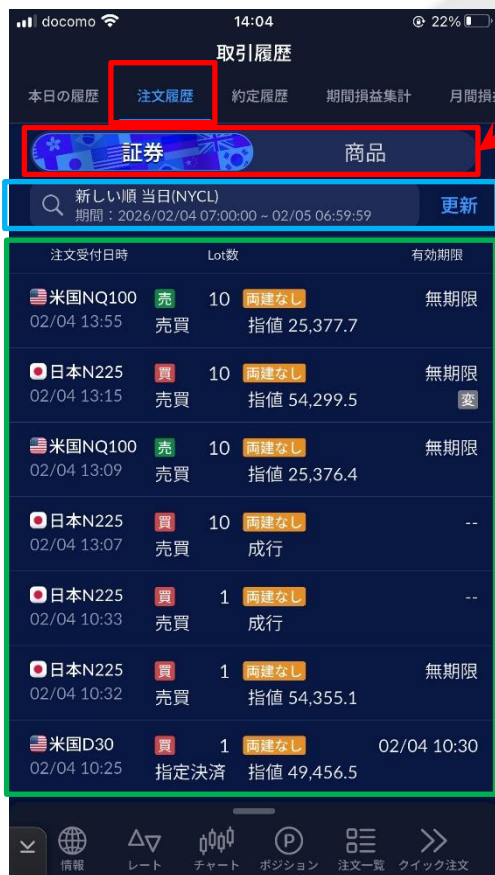 docomo 14:04 22%
取引履歴
本日の履歴 注文履歴 約定履歴 期間損益集計 月間損
証券 商品
新しい順 当日(NYCL)
期間：2026/02/04 07:00:00 ~ 02/05 06:59:59
更新
注文受付日時 Lot数 有効期限
米国NQ100 売 10 両建なし 無期限
02/04 13:55 売買 指値 25,377.7
日本N225 買 10 両建なし 無期限
02/04 13:15 売買 指値 54,299.5 変
米国NQ100 売 10 両建なし 無期限
02/04 13:09 売買 指値 25,376.4
日本N225 買 10 両建なし --
02/04 13:07 売買 成行
日本N225 買 1 両建なし --
02/04 10:33 売買 成行
日本N225 買 1 両建なし 無期限
02/04 10:32 売買 指値 54,355.1
米国D30 買 1 両建なし 02/04 10:30
02/04 10:25 指定決済 指値 49,456.5
P
情報 レート チャート ポジション 注文一覧 クイック注文